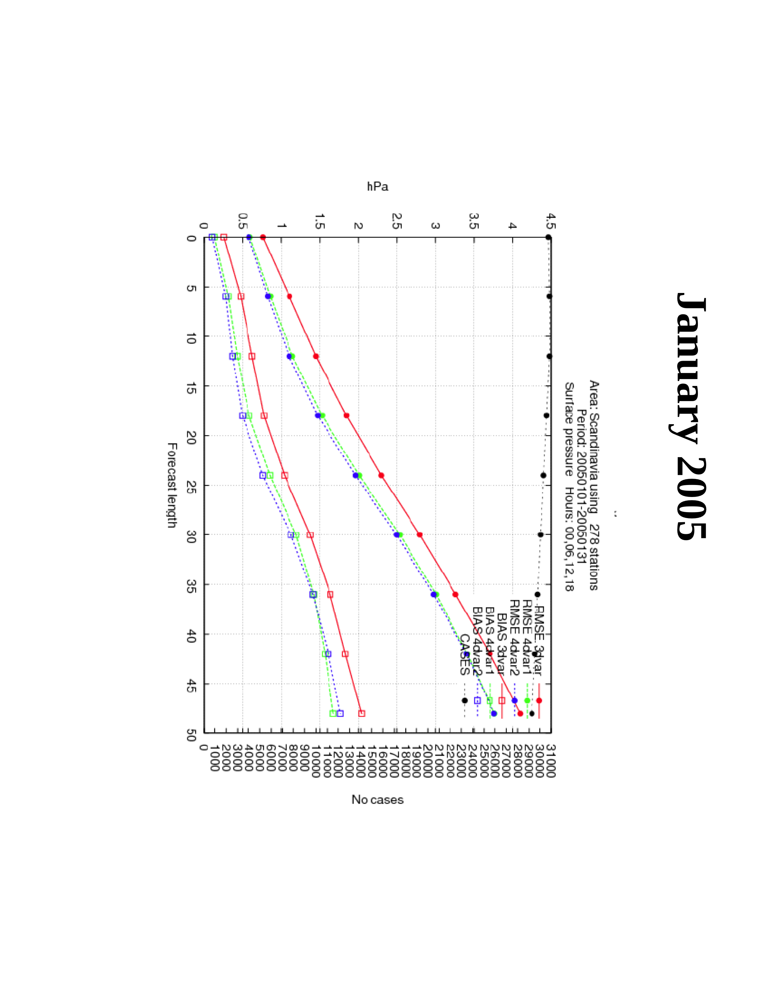 January 2005
Area: Scandinavia using 278 stations
Period: 20050101-20050131
Surface pressure Hours: 00,06,12,18
RMSE 3dvar
RMSE 4dvar1
RMSE 4dvar2
BIAS 3dvar
BIAS 4dvar1
BIAS 4dvar2
CASES
hPa
4.5
4
3.5
3
2.5
2
1.5
1
0.5
0
0 5 10 15 20 25 30 35 40 45 50
Forecast length
31000
30000
29000
28000
27000
26000
25000
24000
23000
22000
21000
20000
19000
18000
17000
16000
15000
14000
13000
12000
11000
10000
9000
8000
7000
6000
5000
4000
3000
2000
1000
0
No cases